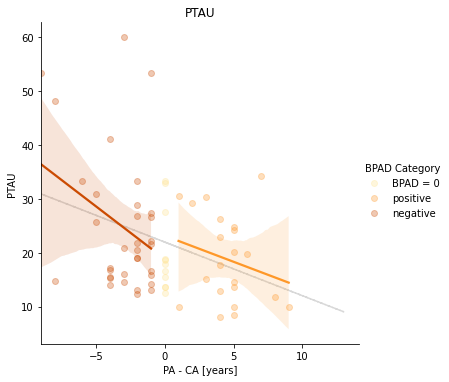 PTAU
60
50
40
30
20
10
PTAU
−5
0
5
10
PA - CA [years]
BPAD Category
BPAD = 0
positive
negative